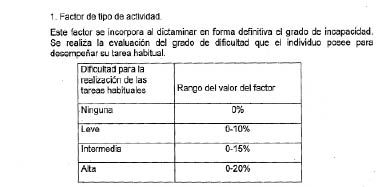 1. Factor de tipo de actividad.
Este factor se incorpora al dictaminar en forma definitiva el grado de incapacidad.
Se realiza la evaluación del grado de dificultad que el individuo posee para
desempeñar su tarea habitual.
Dificultad para la
realización de las
tareas habituales
Rango del valor del factor
Ninguna
0%
Leve
0-10%
Intermedia
0-15%
Alta
0-20%